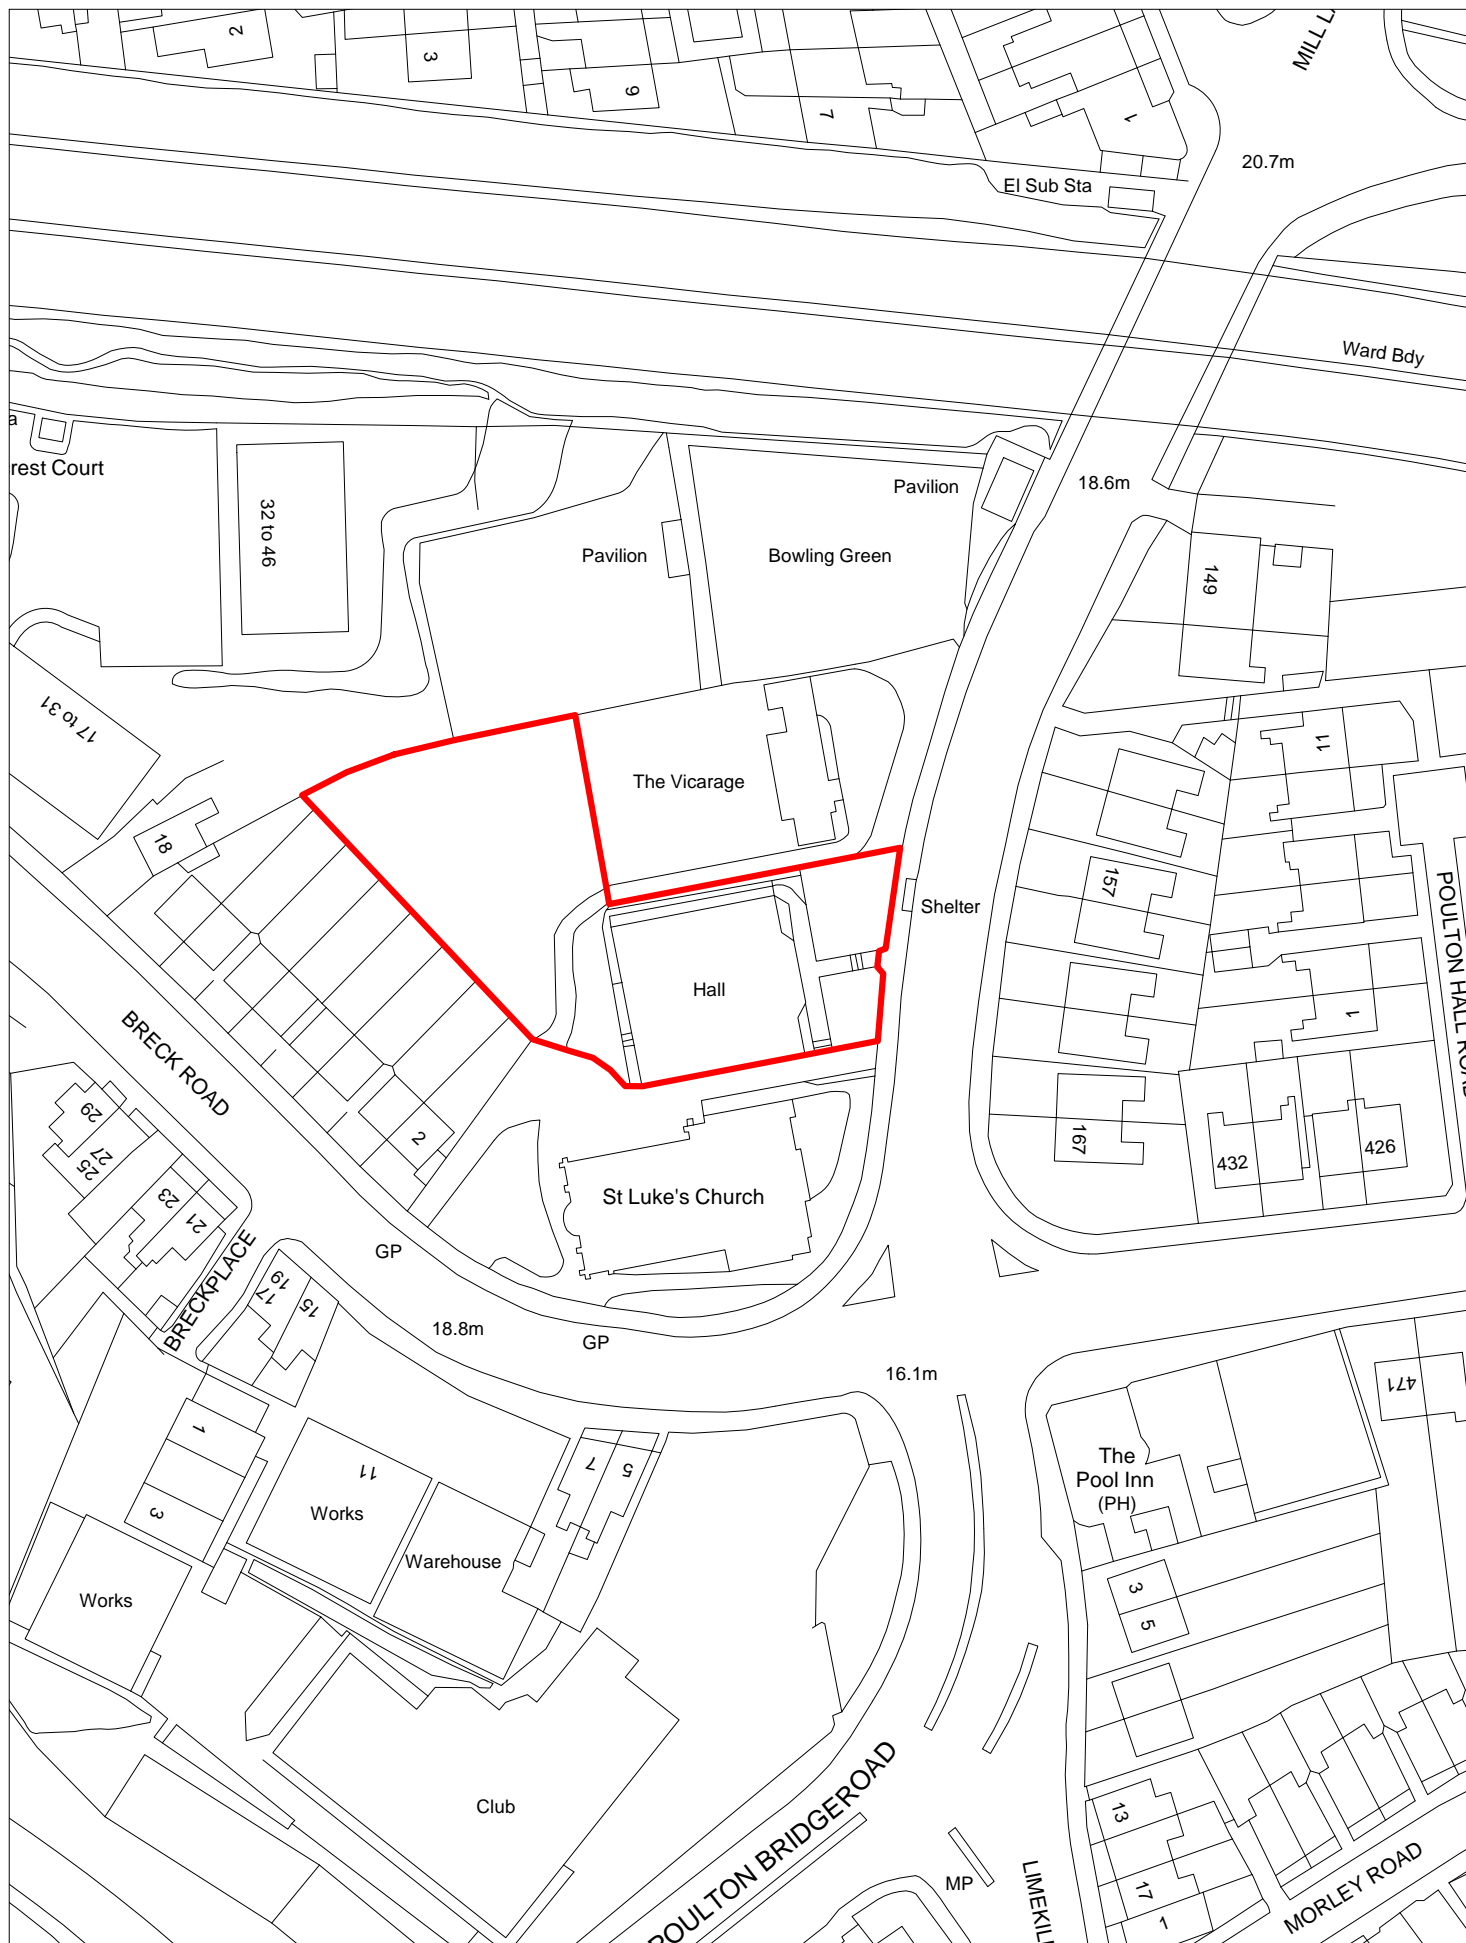 2
3
6
7
1
MILL LA
20.7m
El Sub Sta
Ward Bdy
a
rest Court
32 to 46
Pavilion
18.6m
Pavilion
Bowling Green
149
17 to 31
11
The Vicarage
18
157
Shelter
POULTON HALL ROAD
Hall
1
BRECK ROAD
29
27
25
2
167
432
426
23
21
St Luke's Church
GP
BRECKPLACE
19
17
15
18.8m
GP
16.1m
471
1
11
7
5
The
Pool Inn
(PH)
3
Works
Warehouse
3
5
Works
Club
POULTON BRIDGEROAD
13
MP
LIMEKIL
17
1
MORLEY ROAD